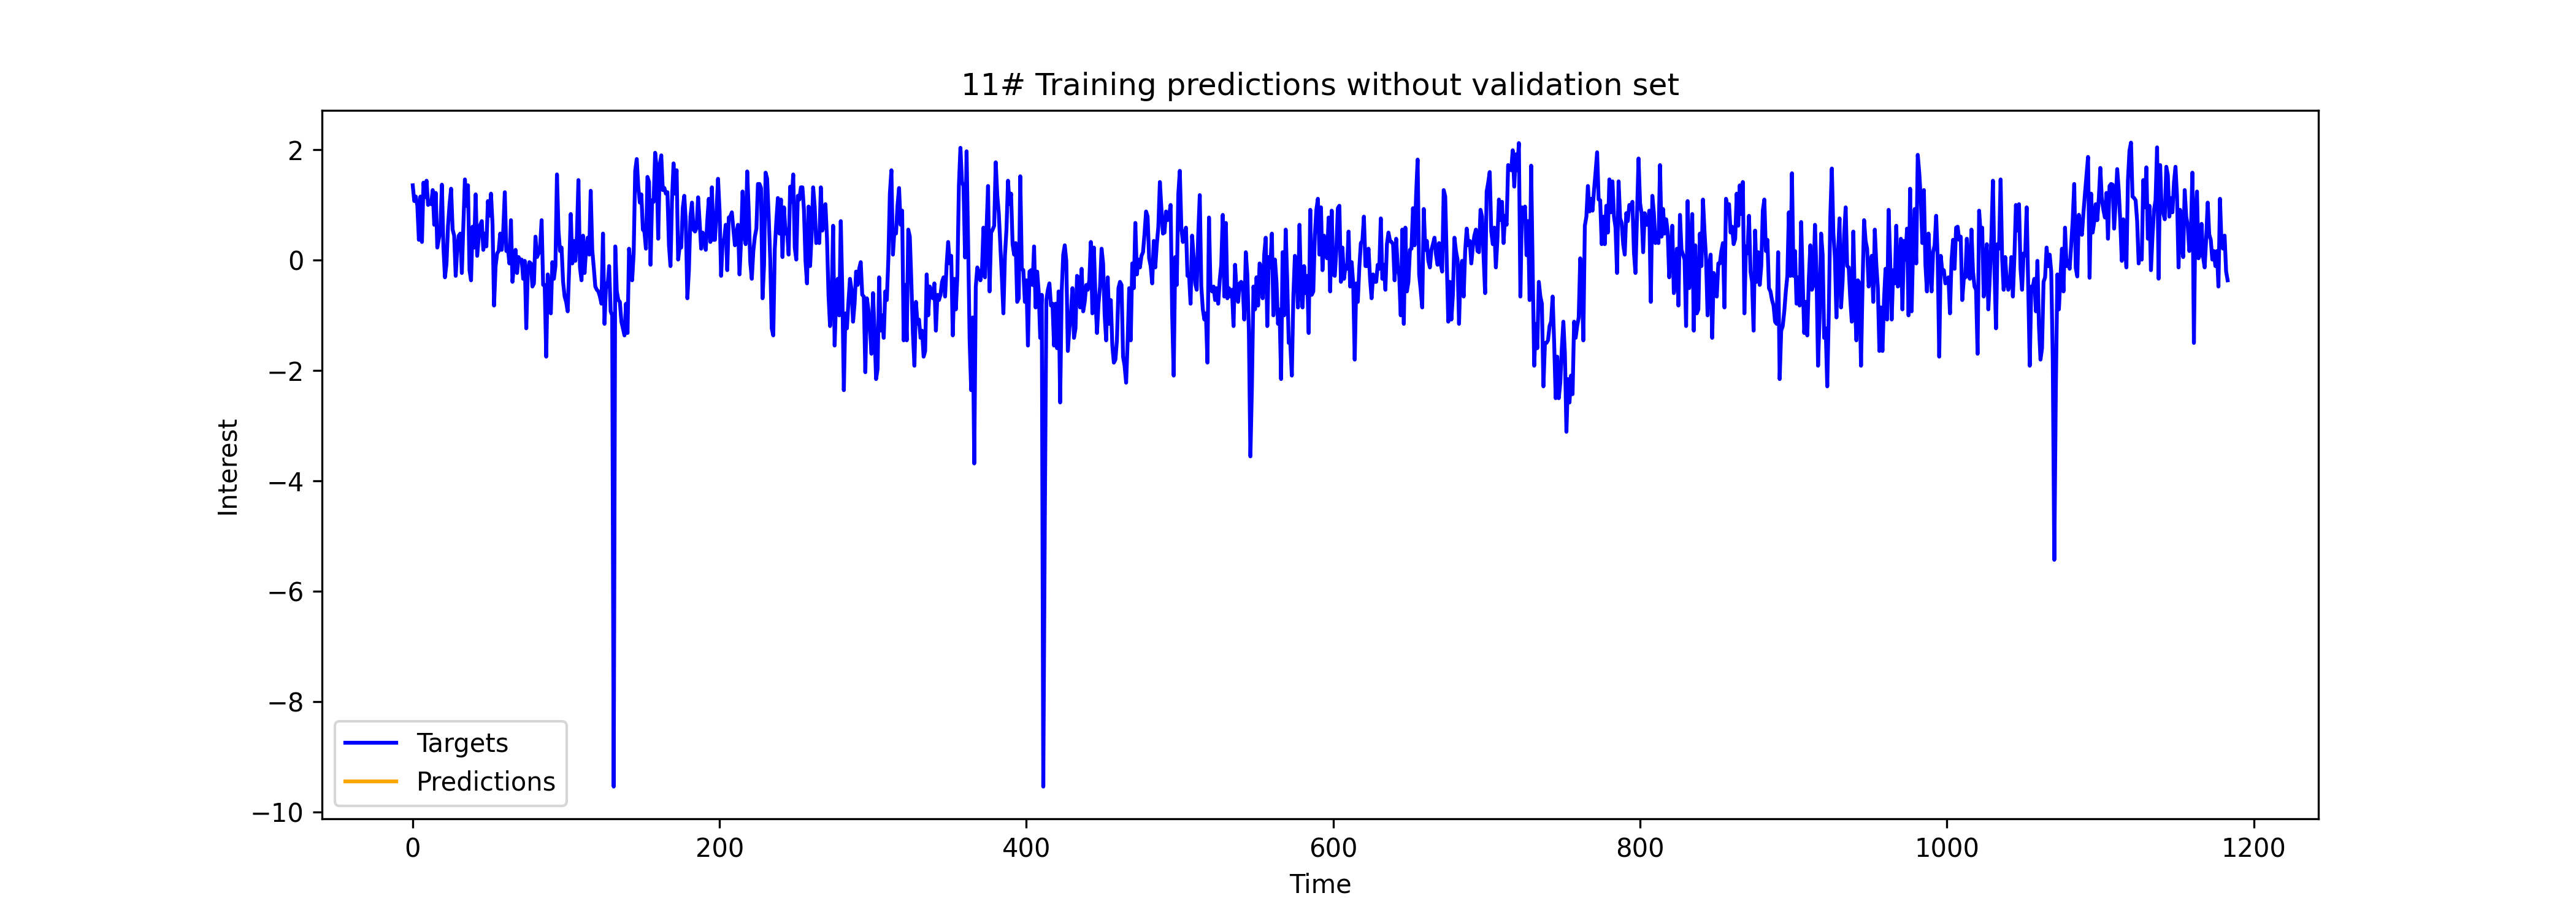 11# Training predictions without validation set
2
0
−2
−4
−6
−8
−10
Interest
Targets
Predictions
0 200 400 600 800 1000 1200
Time